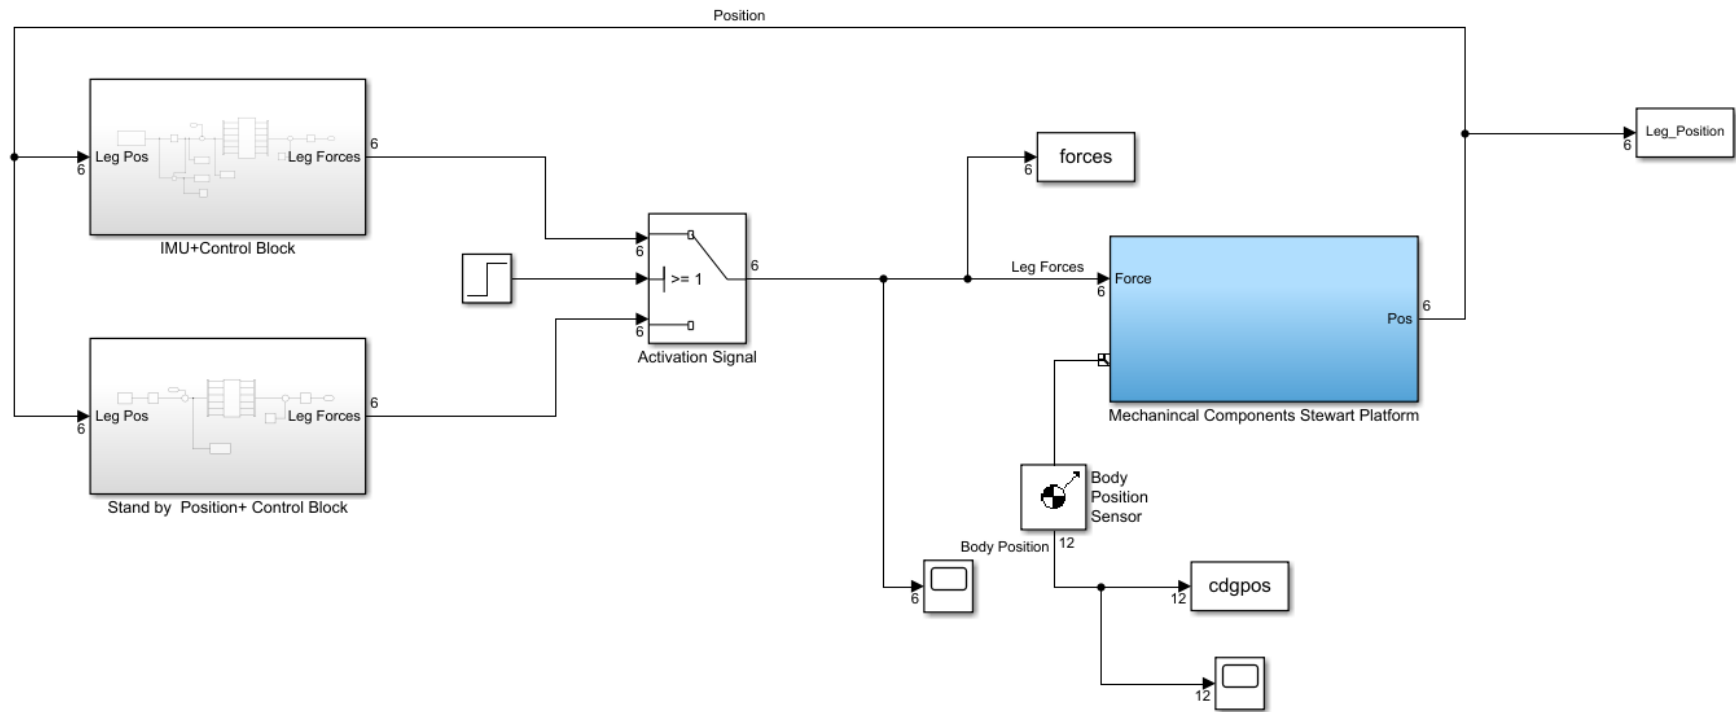 Position
Leg Pos
6
Leg Forces
6
IMU+Control Block
Leg_Position
6
forces
6
6
>= 1
6
6
Activation Signal
Leg Forces
6
Force
Pos
6
Mechanincal Components Stewart Platform
Leg Pos
6
Leg Forces
6
Stand by  Position+ Control Block
Body
Position
Sensor
Body Position
12
6
cdgpos
12
12